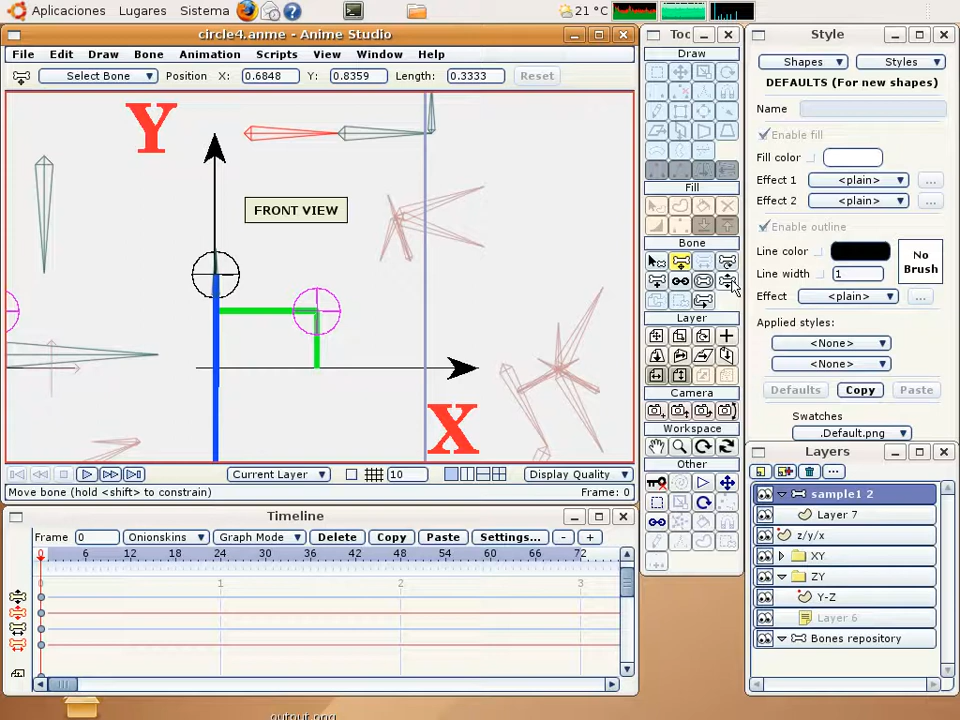 Aplicaciones Lugares Sistema 21 °C
circle4.anme - Anime Studio
File Edit Draw Bone Animation View Window Help
Select Bone Position X: 0.6848 Y: 0.8359 Length: 0.3333 Reset
Y
FRONT VIEW
X
Current Layer 10 Display Quality
Move bone (hold <shift> to constrain) Frame: 0
Timeline
Frame 0 Onionskins Graph Mode Delete Copy Paste Settings... - +
0 6 12 18 24 30 36 42 48 54 60 66 72
0 1 2 3
Draw
Fill
Bone
Layer
Camera
Workspace
Other
Style
Shapes Styles
DEFAULTS (For new shapes)
Name
Enable fill
Fill color
Effect 1 <plain> ...
Effect 2 <plain> ...
Enable outline
Line color
Line width 1
No Brush
Effect <plain> ...
Applied styles:
<None>
<None>
Defaults Copy Paste
Swatches
.Default.png
Layers
...
sample1 2
Layer 7
z/y/x
XY
ZY
Y-Z
Layer 6
Bones repository
output.png